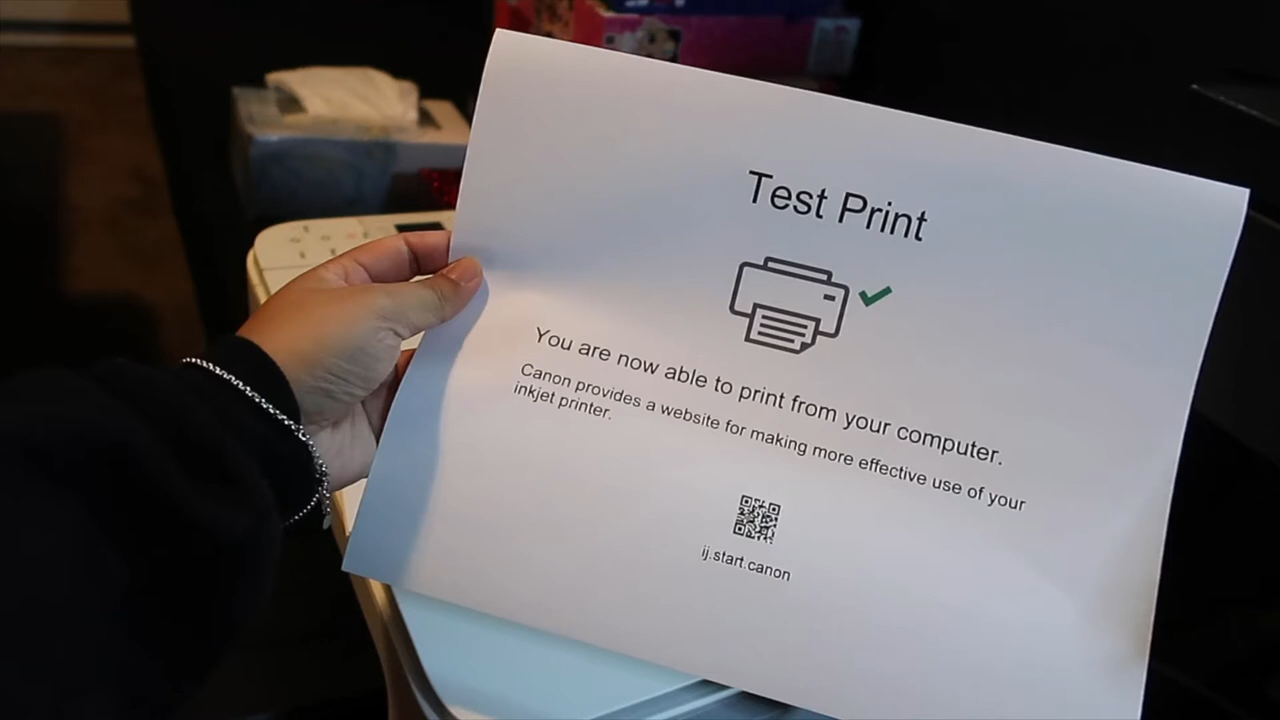 Test Print
You are now able to print from your computer.
Canon provides a website for making more effective use of your
inkjet printer.
ij.start.canon